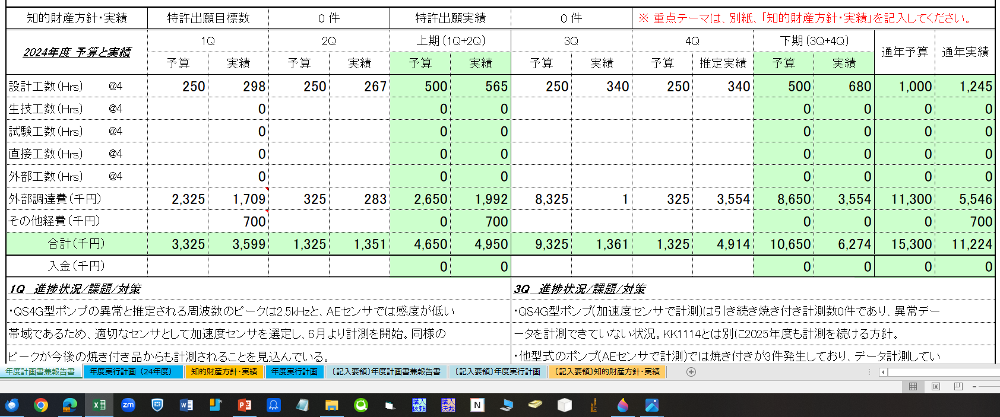 知的財産方針・実績 特許出願目標数 0 件 特許出願実績 0 件 ※ 重点テーマは、別紙、「知的財産方針・実績」を記入してください。
2024年度 予算と実績 1Q 2Q 上期（1Q+2Q） 3Q 4Q 下期（3Q+4Q） 通年予算 通年実績
予算 実績 予算 実績 予算 実績 予算 実績 予算 推定実績 予算 実績
設計工数（Hrs） @4 250 298 250 267 500 565 250 340 250 340 500 680 1,000 1,245
生技工数（Hrs） @4 0 0 0 0 0 0 0
試験工数（Hrs） @4 0 0 0 0 0 0 0
直接工数（Hrs） @4 0 0 0 0 0 0 0
外部工数（Hrs） @4 0 0 0 0 0 0 0
外部調達費（千円） 2,325 1,709 325 283 2,650 1,992 8,325 1 325 3,554 8,650 3,554 11,300 5,546
その他経費（千円） 700 0 700 0 0 0 700
合計（千円） 3,325 3,599 1,325 1,351 4,650 4,950 9,325 1,361 1,325 4,914 10,650 6,274 15,300 11,224
入金（千円） 0 0 0 0 0 0
1Q 進捗状況/課題/対策
・QS4G型ポンプの異常と推定される周波数のピークは2.5kHzと、AEセンサでは感度が低い
帯域であるため、適切なセンサとして加速度センサを選定し、6月より計測を開始。同様の
ピークが今後の焼き付き品からも計測されることを見込んでいる。
3Q 進捗状況/課題/対策
・QS4G型ポンプ(加速度センサで計測)は引き続き焼き付き計測数0件であり、異常デー
ータを計測できていない状況。KK1114とは別に2025年度も計測を続ける方針。
・他型式のポンプ(AEセンサで計測)では焼き付きが3件発生しており、データ計測してい
年度計画書兼報告書 年度実行計画（24年度） 知的財産方針・実績 年度実行計画 〔記入要領〕年度計画書兼報告書 〔記入要領〕年度実行計画 〔記入要領〕知的財産方針・実績
zm
購入
依頼
購入
決裁
N